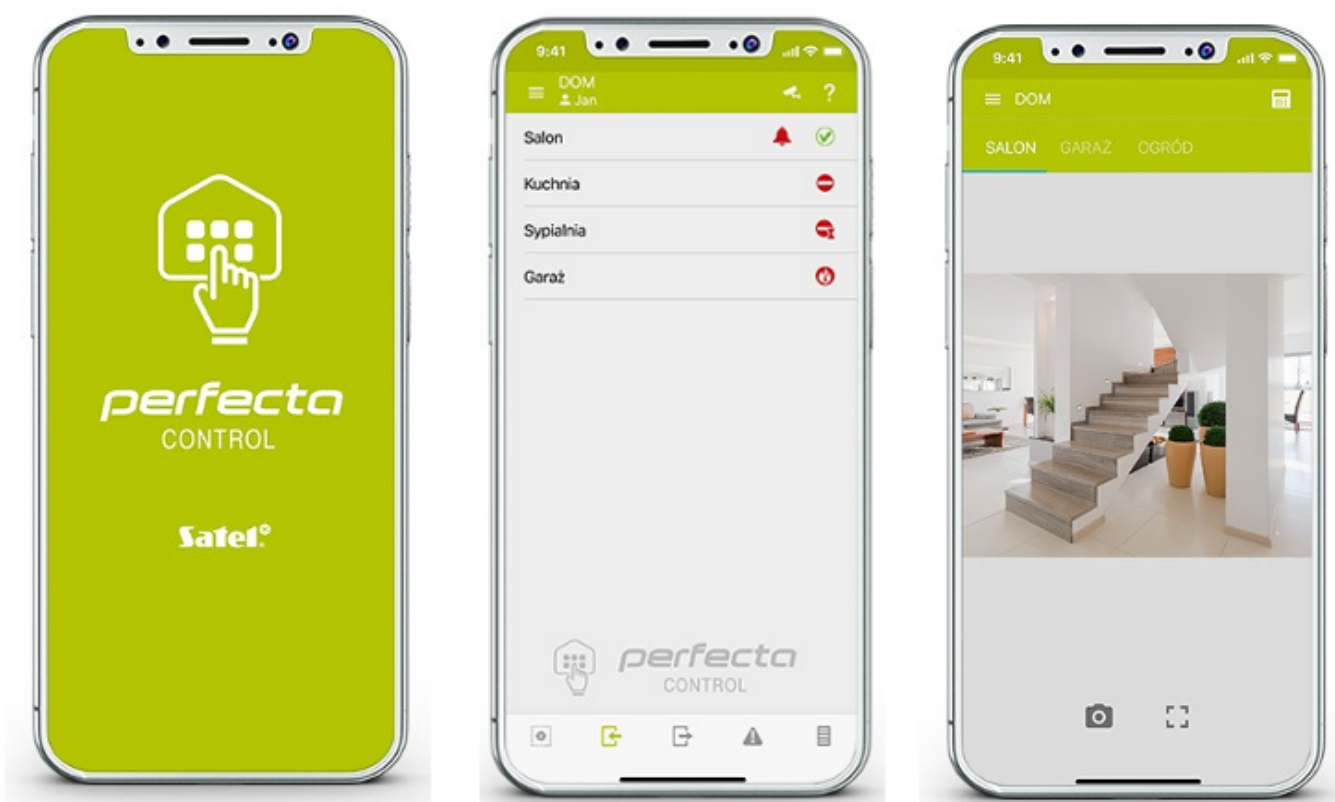 perfecta
CONTROL
Satel®
9:41
DOM
Jan
?
Salon
Kuchnia
Sypialnia
Garaż
perfecta
CONTROL
9:41
DOM
SALON GARAŻ OGRÓD